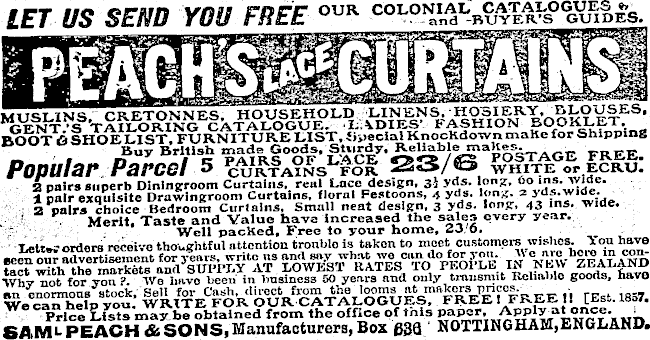 LET US SEND YOU FREE OUR COLONIAL CATALOGUES & and BUYER'S GUIDES.
PEACH'S LACE CURTAINS
MUSLINS, CRETONNES, HOUSEHOLD LINENS, HOSIERY, BLOUSES,
GENT.'S TAILORING CATALOGUE. LADIES' FASHION BOOKLET.
BOOT & SHOE LIST, FURNITURE LIST, Special Knockdown make for Shipping
Buy British made Goods, Sturdy, Reliable makes.
Popular Parcel 5 PAIRS OF LACE CURTAINS FOR 23/6 POSTAGE FREE. WHITE or ECRU.
2 pairs superb Diningroom Curtains, real Lace design, 3½ yds. long, 60 ins. wide.
1 pair exquisite Drawingroom Curtains, floral Festoons, 4 yds. long. 2 yds. wide.
2 pairs choice Bedroom Curtains, Small neat design, 3 yds. long, 43 ins. wide.
Merit, Taste and Value have increased the sales every year.
Well packed, Free to your home, 23/6.
Letter orders receive thoughtful attention trouble is taken to meet customers wishes. You have
seen our advertisement for years, write us and say what we can do for you. We are here in con-
tact with the markets and SUPPLY AT LOWEST RATES TO PEOPLE IN NEW ZEALAND
Why not for you?. We have been in business 50 years and only transmit Reliable goods, have
an enormous stock, Sell for Cash, direct from the looms at makers prices.
We can help you. WRITE FOR OUR CATALOGUES, FREE! FREE!! [Est. 1857.
Price Lists may be obtained from the office of this paper. Apply at once.
SAML PEACH & SONS, Manufacturers, Box 636 NOTTINGHAM, ENGLAND.